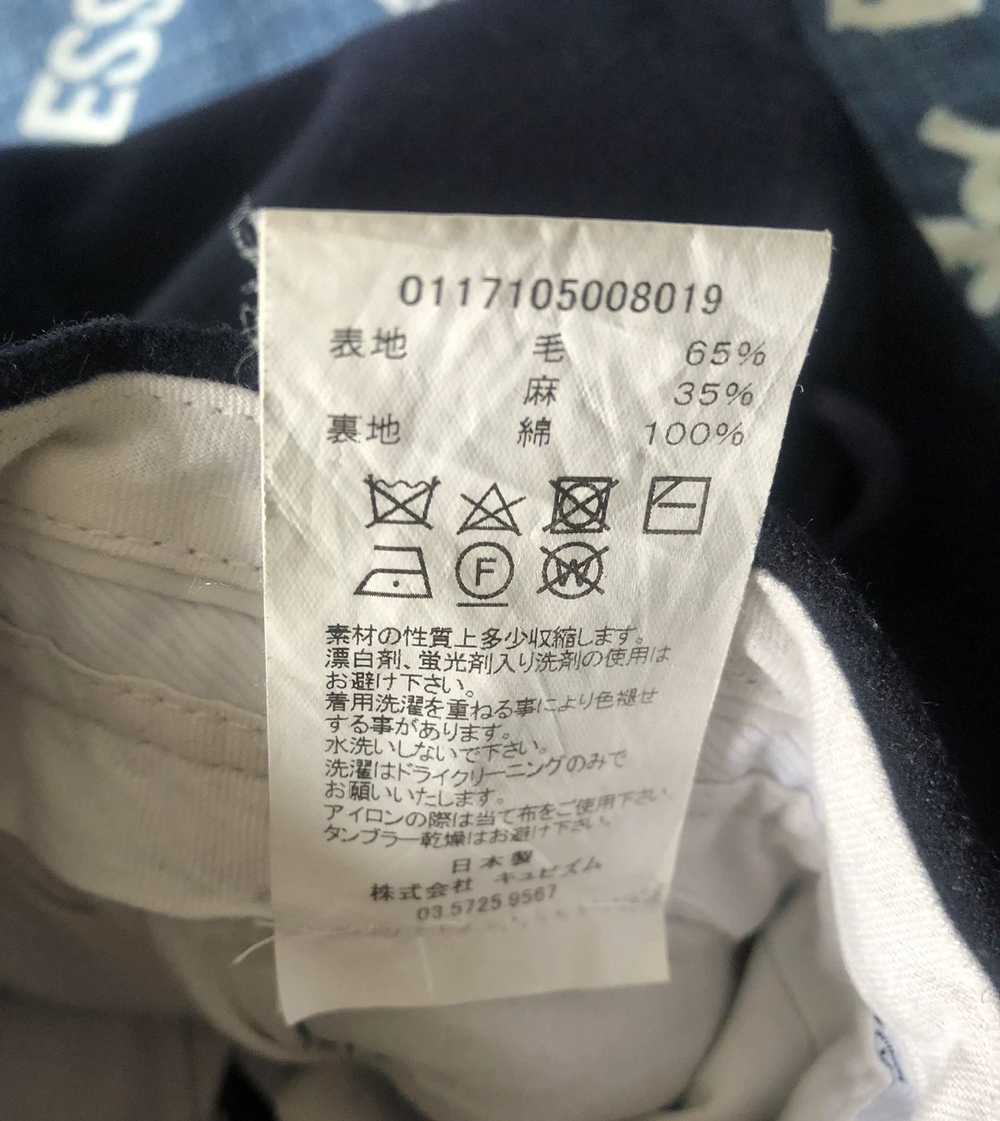 ESS
0117105008019
表地 毛 65%
麻 35%
裏地 綿 100%
F
W
素材の性質上多少収縮します。
漂白剤、蛍光剤入り洗剤の使用は
お避け下さい。
着用洗濯を重ねる事により色褪せ
する事があります。
水洗いしないで下さい。
洗濯はドライクリーニングのみで
お願いいたします。
アイロンの際は当て布をご使用下さい
タンブラー乾燥はお避け下さい。
日本製
株式会社 キュビズム
03.5725.9567